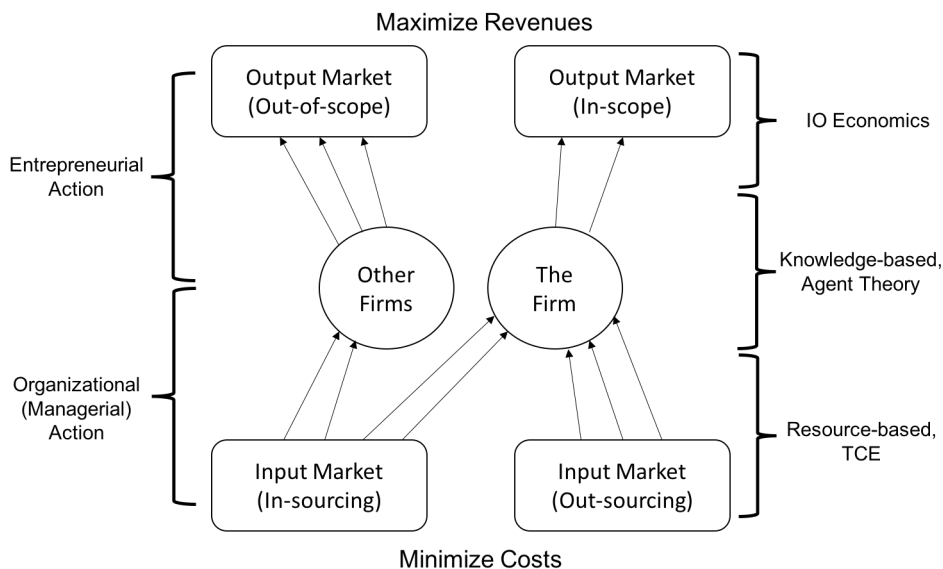 Maximize Revenues
Output Market
(Out-of-scope)
Output Market
(In-scope)
IO Economics
Entrepreneurial
Action
Other
Firms
The
Firm
Knowledge-based,
Agent Theory
Organizational
(Managerial)
Action
Input Market
(In-sourcing)
Input Market
(Out-sourcing)
Resource-based,
TCE
Minimize Costs